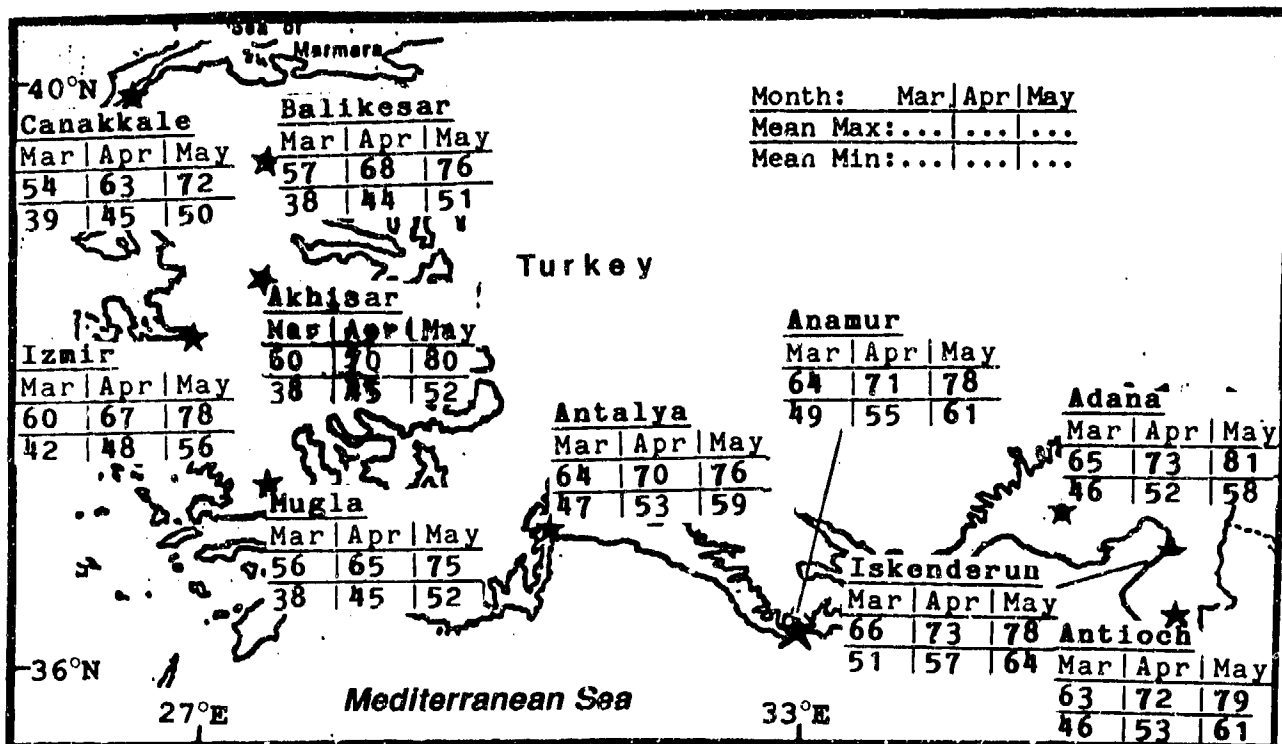 Sea of
Marmara
40°N
Canakkale
Mar|Apr|May
54 |63 |72
39 |45 |50
Balikesar
Mar|Apr|May
57 |68 |76
38 |44 |51
Month: Mar|Apr|May
Mean Max:...|...|...
Mean Min:...|...|...
Turkey
Akhisar
Mar|Apr|May
60 |70 |80
38 |45 |52
Izmir
Mar|Apr|May
60 |67 |78
42 |48 |56
Anamur
Mar|Apr|May
64 |71 |78
49 |55 |61
Antalya
Mar|Apr|May
64 |70 |76
47 |53 |59
Adana
Mar|Apr|May
65 |73 |81
46 |52 |58
Mugla
Mar|Apr|May
56 |65 |75
38 |45 |52
Iskenderun
Mar|Apr|May
66 |73 |78
51 |57 |64
Antioch
Mar|Apr|May
63 |72 |79
46 |53 |61
36°N
Mediterranean Sea
27°E
33°E